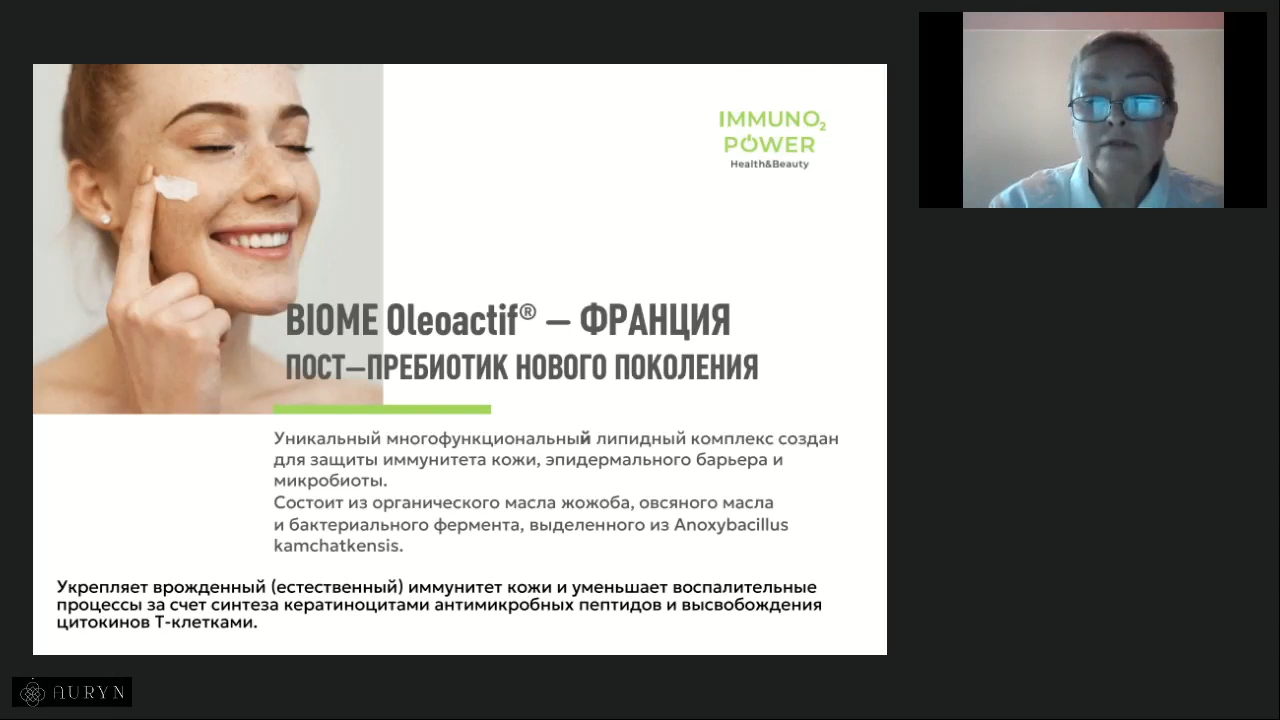 IMMUNO2
POWER
Health&Beauty
BIOME Oleoactif® – ФРАНЦИЯ
ПОСТ–ПРЕБИОТИК НОВОГО ПОКОЛЕНИЯ
Уникальный многофункциональный липидный комплекс создан
для защиты иммунитета кожи, эпидермального барьера и
микробиоты.
Состоит из органического масла жожоба, овсяного масла
и бактериального фермента, выделенного из Anoxybacillus
kamchatkensis.
Укрепляет врожденный (естественный) иммунитет кожи и уменьшает воспалительные
процессы за счет синтеза кератиноцитами антимикробных пептидов и высвобождения
цитокинов Т-клетками.
AURYN